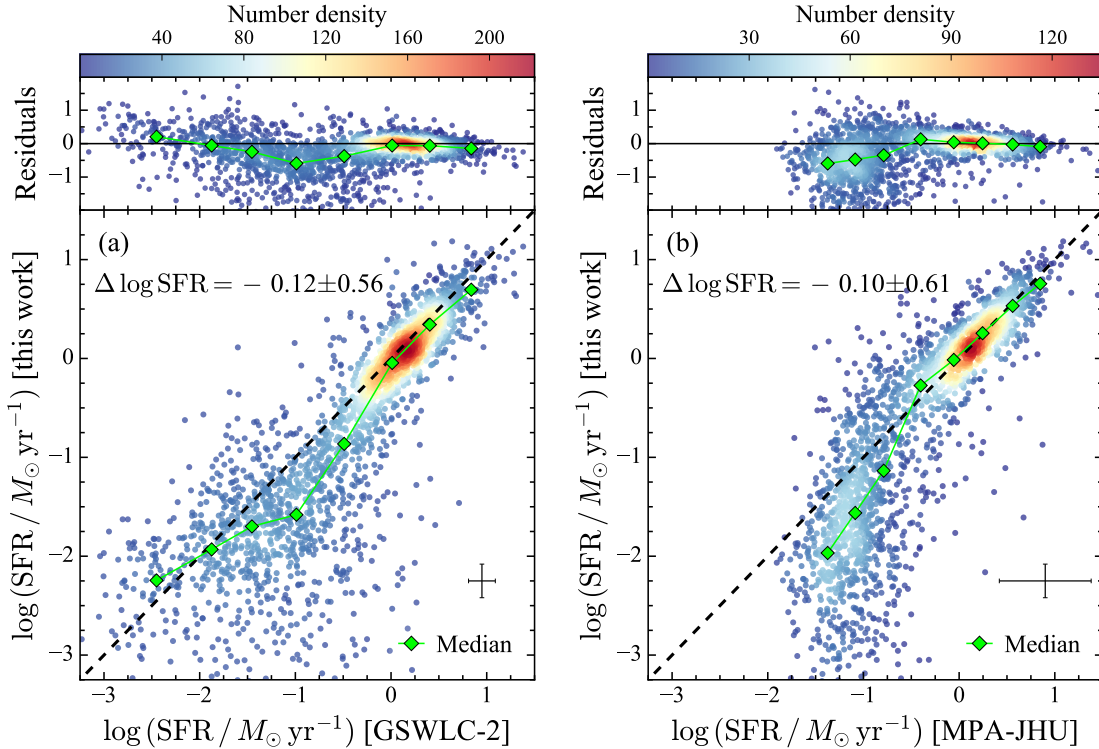 Number density
40 80 120 160 200
Residuals
1
0
−1
(a)
Δ log SFR = − 0.12±0.56
log (SFR / M⊙ yr⁻¹) [this work]
1
0
−1
−2
−3
Median
−3 −2 −1 0 1
log (SFR / M⊙ yr⁻¹) [GSWLC-2]
Number density
30 60 90 120
Residuals
1
0
−1
(b)
Δ log SFR = − 0.10±0.61
log (SFR / M⊙ yr⁻¹) [this work]
1
0
−1
−2
−3
Median
−3 −2 −1 0 1
log (SFR / M⊙ yr⁻¹) [MPA-JHU]